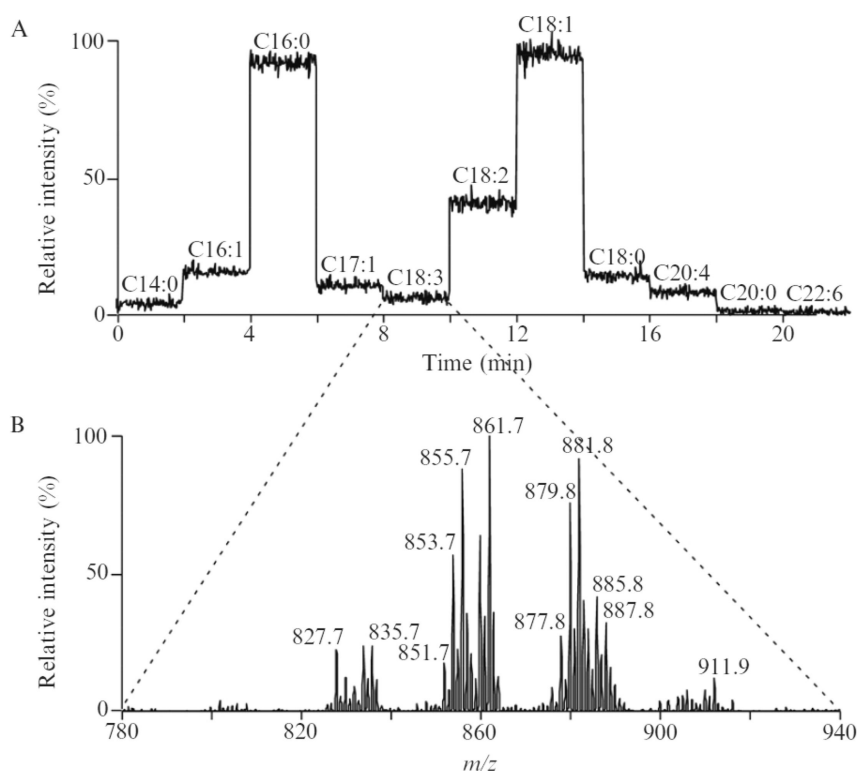 A
Relative intensity (%)
100
50
0
C14:0
C16:1
C16:0
C17:1
C18:3
C18:2
C18:1
C18:0
C20:4
C20:0
C22:6
0 4 8 12 16 20
Time (min)
B
Relative intensity (%)
100
50
0
827.7
835.7
851.7
853.7
855.7
861.7
877.8
879.8
881.8
885.8
887.8
911.9
780 820 860 900 940
m/z